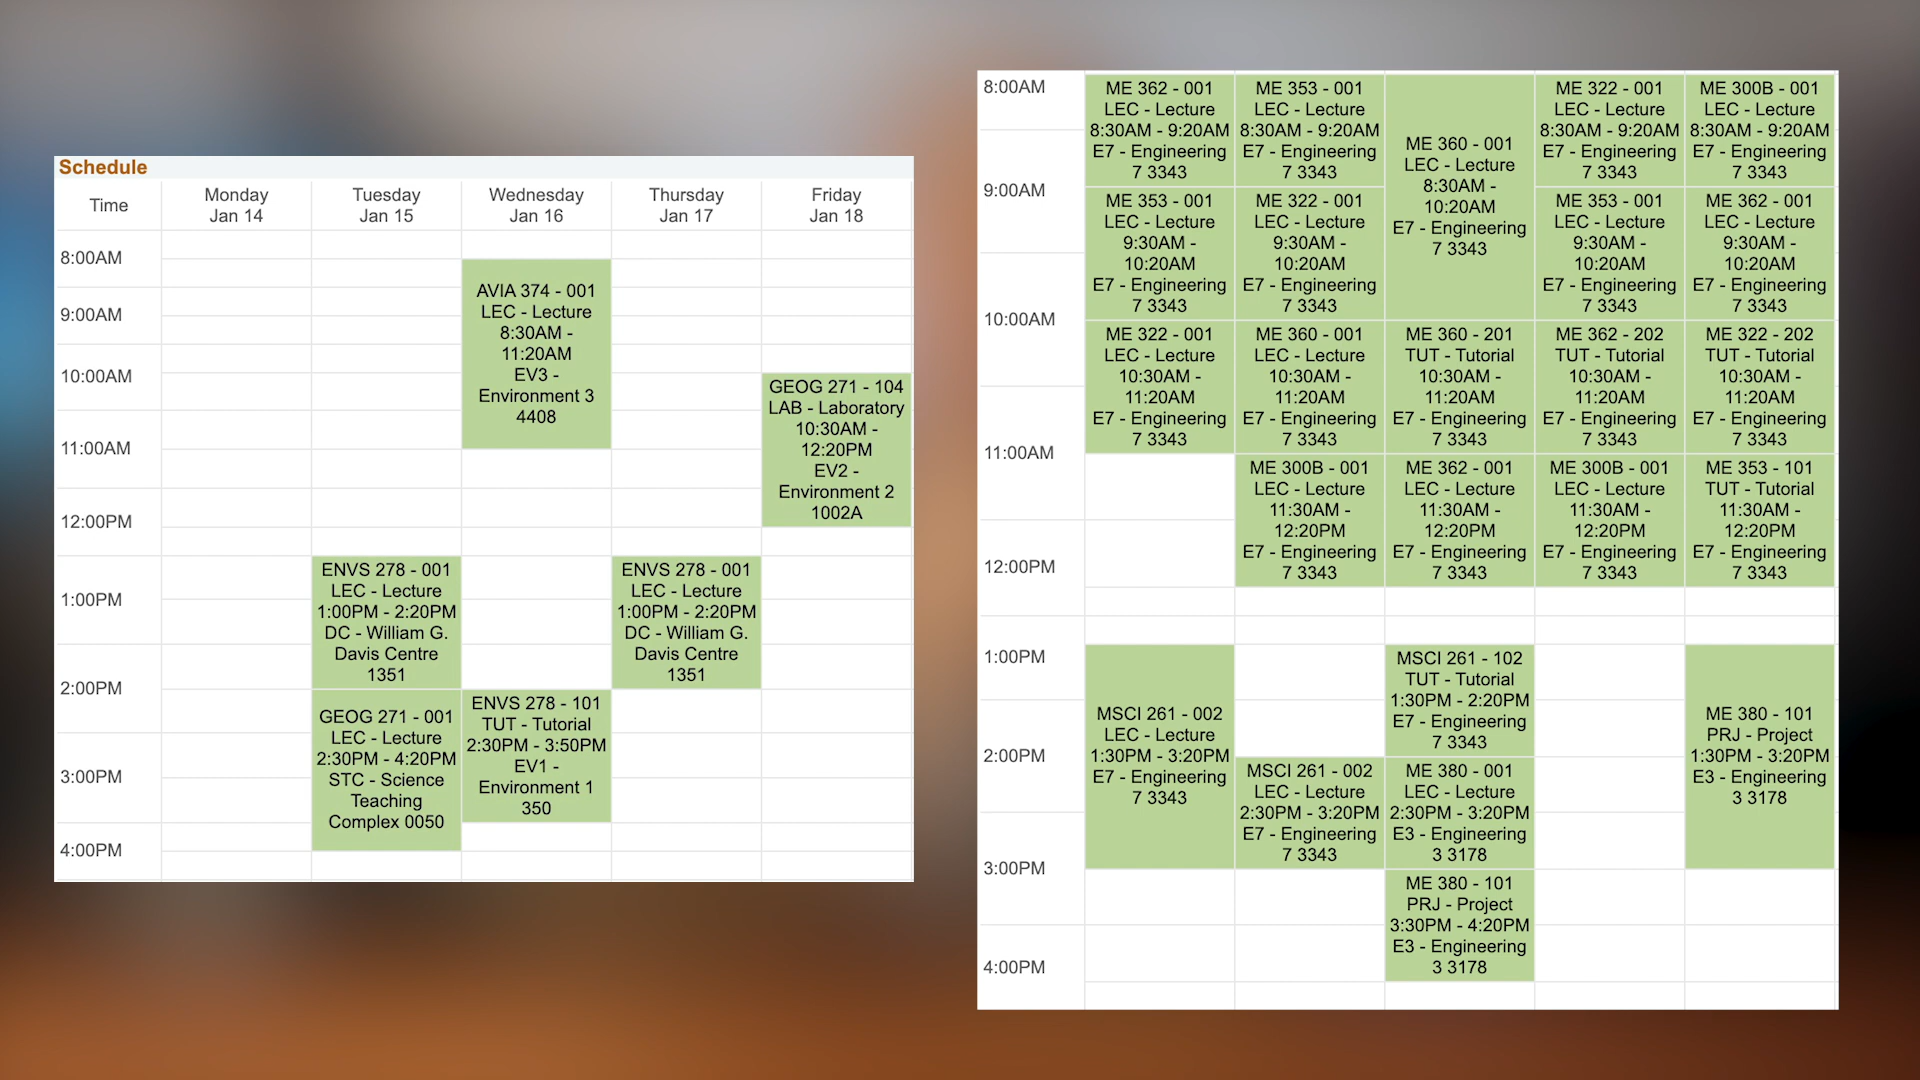 Schedule
Time
Monday
Jan 14
Tuesday
Jan 15
Wednesday
Jan 16
Thursday
Jan 17
Friday
Jan 18
8:00AM
9:00AM
10:00AM
11:00AM
12:00PM
1:00PM
2:00PM
3:00PM
4:00PM
ENVS 278 - 001
LEC - Lecture
1:00PM - 2:20PM
DC - William G.
Davis Centre
1351
GEOG 271 - 001
LEC - Lecture
2:30PM - 4:20PM
STC - Science
Teaching
Complex 0050
AVIA 374 - 001
LEC - Lecture
8:30AM -
11:20AM
EV3 -
Environment 3
4408
ENVS 278 - 101
TUT - Tutorial
2:30PM - 3:50PM
EV1 -
Environment 1
350
ENVS 278 - 001
LEC - Lecture
1:00PM - 2:20PM
DC - William G.
Davis Centre
1351
GEOG 271 - 104
LAB - Laboratory
10:30AM -
12:20PM
EV2 -
Environment 2
1002A
8:00AM
9:00AM
10:00AM
11:00AM
12:00PM
1:00PM
2:00PM
3:00PM
4:00PM
ME 362 - 001
LEC - Lecture
8:30AM - 9:20AM
E7 - Engineering
7 3343
ME 353 - 001
LEC - Lecture
9:30AM -
10:20AM
E7 - Engineering
7 3343
ME 322 - 001
LEC - Lecture
10:30AM -
11:20AM
E7 - Engineering
7 3343
MSCI 261 - 002
LEC - Lecture
1:30PM - 3:20PM
E7 - Engineering
7 3343
ME 353 - 001
LEC - Lecture
8:30AM - 9:20AM
E7 - Engineering
7 3343
ME 322 - 001
LEC - Lecture
9:30AM -
10:20AM
E7 - Engineering
7 3343
ME 360 - 001
LEC - Lecture
10:30AM -
11:20AM
E7 - Engineering
7 3343
ME 300B - 001
LEC - Lecture
11:30AM -
12:20PM
E7 - Engineering
7 3343
MSCI 261 - 002
LEC - Lecture
2:30PM - 3:20PM
E7 - Engineering
7 3343
ME 360 - 001
LEC - Lecture
8:30AM -
10:20AM
E7 - Engineering
7 3343
ME 360 - 201
TUT - Tutorial
10:30AM -
11:20AM
E7 - Engineering
7 3343
ME 362 - 001
LEC - Lecture
11:30AM -
12:20PM
E7 - Engineering
7 3343
MSCI 261 - 102
TUT - Tutorial
1:30PM - 2:20PM
E7 - Engineering
7 3343
ME 380 - 001
LEC - Lecture
2:30PM - 3:20PM
E3 - Engineering
3 3178
ME 380 - 101
PRJ - Project
3:30PM - 4:20PM
E3 - Engineering
3 3178
ME 322 - 001
LEC - Lecture
8:30AM - 9:20AM
E7 - Engineering
7 3343
ME 353 - 001
LEC - Lecture
9:30AM -
10:20AM
E7 - Engineering
7 3343
ME 362 - 202
TUT - Tutorial
10:30AM -
11:20AM
E7 - Engineering
7 3343
ME 300B - 001
LEC - Lecture
11:30AM -
12:20PM
E7 - Engineering
7 3343
ME 300B - 001
LEC - Lecture
8:30AM - 9:20AM
E7 - Engineering
7 3343
ME 362 - 001
LEC - Lecture
9:30AM -
10:20AM
E7 - Engineering
7 3343
ME 322 - 202
TUT - Tutorial
10:30AM -
11:20AM
E7 - Engineering
7 3343
ME 353 - 101
TUT - Tutorial
11:30AM -
12:20PM
E7 - Engineering
7 3343
ME 380 - 101
PRJ - Project
1:30PM - 3:20PM
E3 - Engineering
3 3178